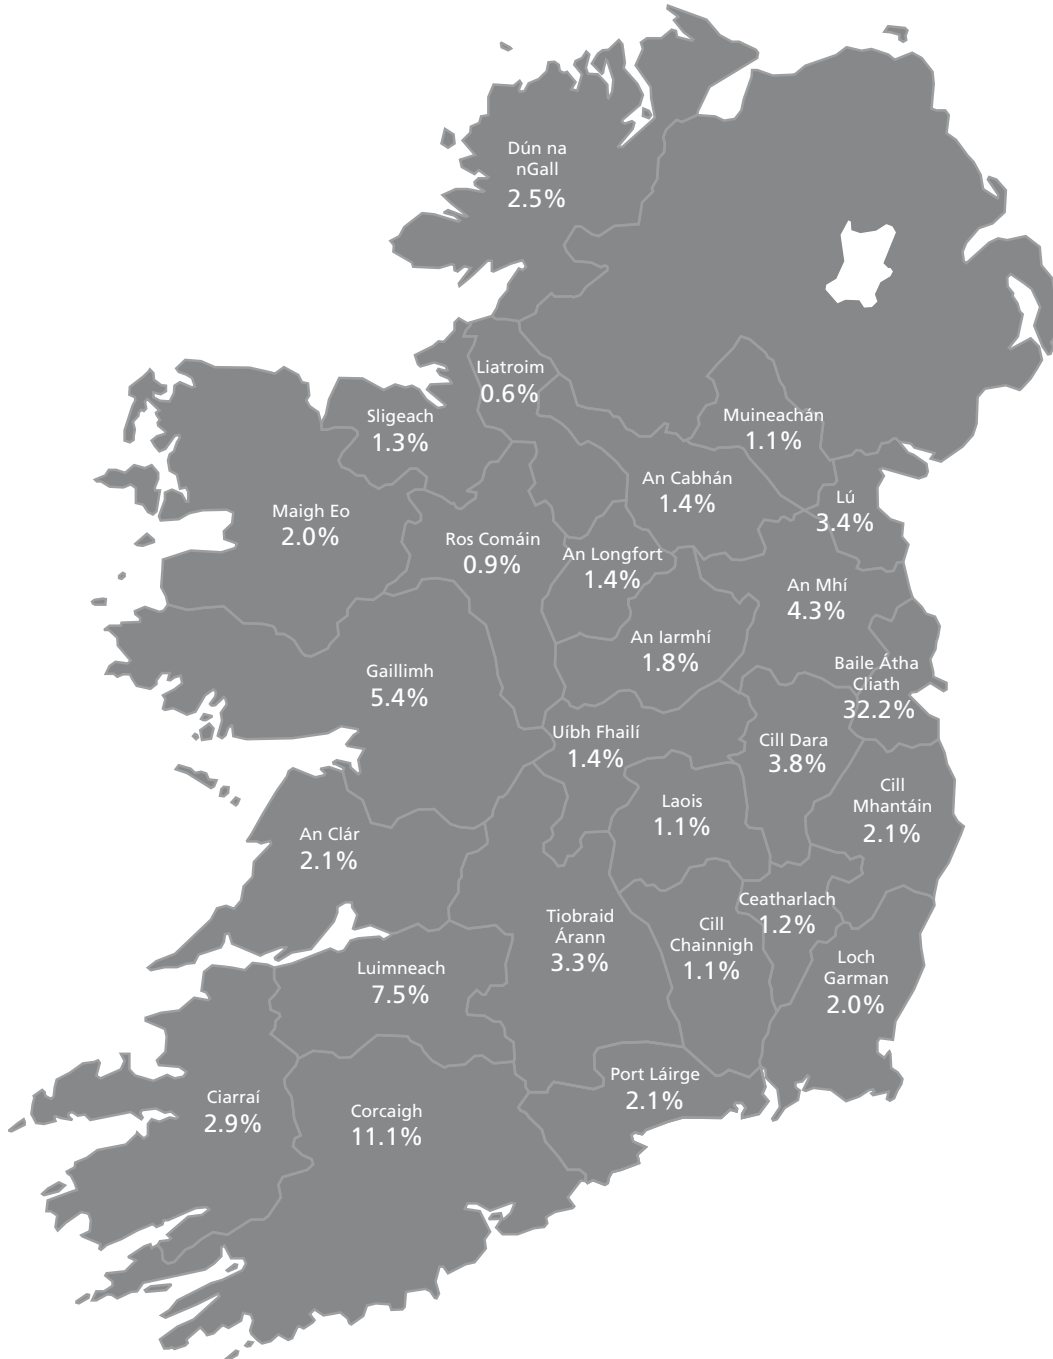 Dún na
nGall
2.5%
Liatroim
0.6%
Sligeach
1.3%
Muineachán
1.1%
An Cabhán
1.4%
Lú
3.4%
Maigh Eo
2.0%
Ros Comáin
0.9%
An Longfort
1.4%
An Mhí
4.3%
An Iarmhí
1.8%
Gaillimh
5.4%
Baile Átha
Cliath
32.2%
Uíbh Fhailí
1.4%
Cill Dara
3.8%
Laois
1.1%
Cill
Mhantáin
2.1%
An Clár
2.1%
Ceatharlach
1.2%
Tiobraid
Árann
3.3%
Cill
Chainnigh
1.1%
Loch
Garman
2.0%
Luimneach
7.5%
Port Láirge
2.1%
Ciarraí
2.9%
Corcaigh
11.1%